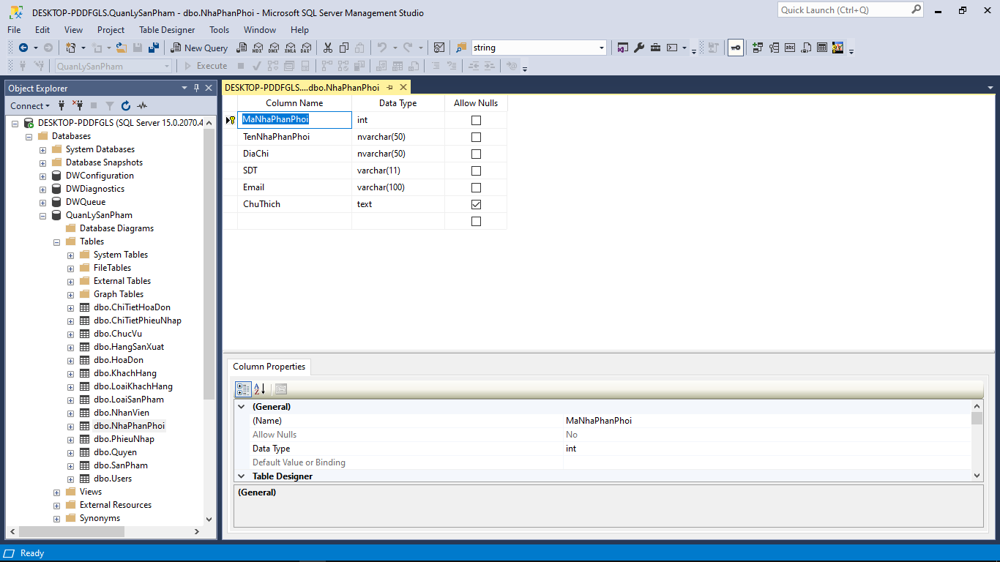 DESKTOP-PDDFGLS.QuanLySanPham - dbo.NhaPhanPhoi - Microsoft SQL Server Management Studio
Quick Launch (Ctrl+Q)
File Edit View Project Table Designer Tools Window Help
New Query MDX DMX XMLA DAX string
QuanLySanPham Execute
Object Explorer
Connect
DESKTOP-PDDFGLS (SQL Server 15.0.2070.4
Databases
System Databases
Database Snapshots
DWConfiguration
DWDiagnostics
DWQueue
QuanLySanPham
Database Diagrams
Tables
System Tables
FileTables
External Tables
Graph Tables
dbo.ChiTietHoaDon
dbo.ChiTietPhieuNhap
dbo.ChucVu
dbo.HangSanXuat
dbo.HoaDon
dbo.KhachHang
dbo.LoaiKhachHang
dbo.LoaiSanPham
dbo.NhanVien
dbo.NhaPhanPhoi
dbo.PhieuNhap
dbo.Quyen
dbo.SanPham
dbo.Users
Views
External Resources
Synonyms
DESKTOP-PDDFGLS....dbo.NhaPhanPhoi
Column Name Data Type Allow Nulls
MaNhaPhanPhoi int
TenNhaPhanPhoi nvarchar(50)
DiaChi nvarchar(50)
SDT varchar(11)
Email varchar(100)
ChuThich text
Column Properties
(General)
(Name) MaNhaPhanPhoi
Allow Nulls No
Data Type int
Default Value or Binding
Table Designer
(General)
Ready